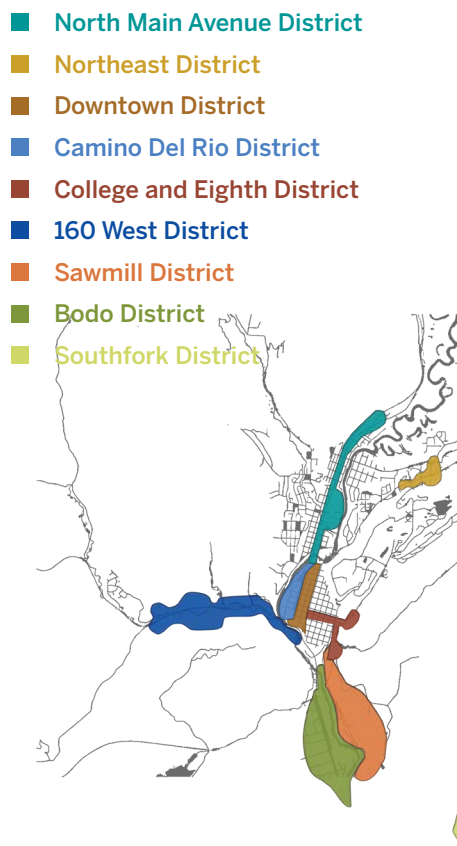 North Main Avenue District
Northeast District
Downtown District
Camino Del Rio District
College and Eighth District
160 West District
Sawmill District
Bodo District
Southfork District